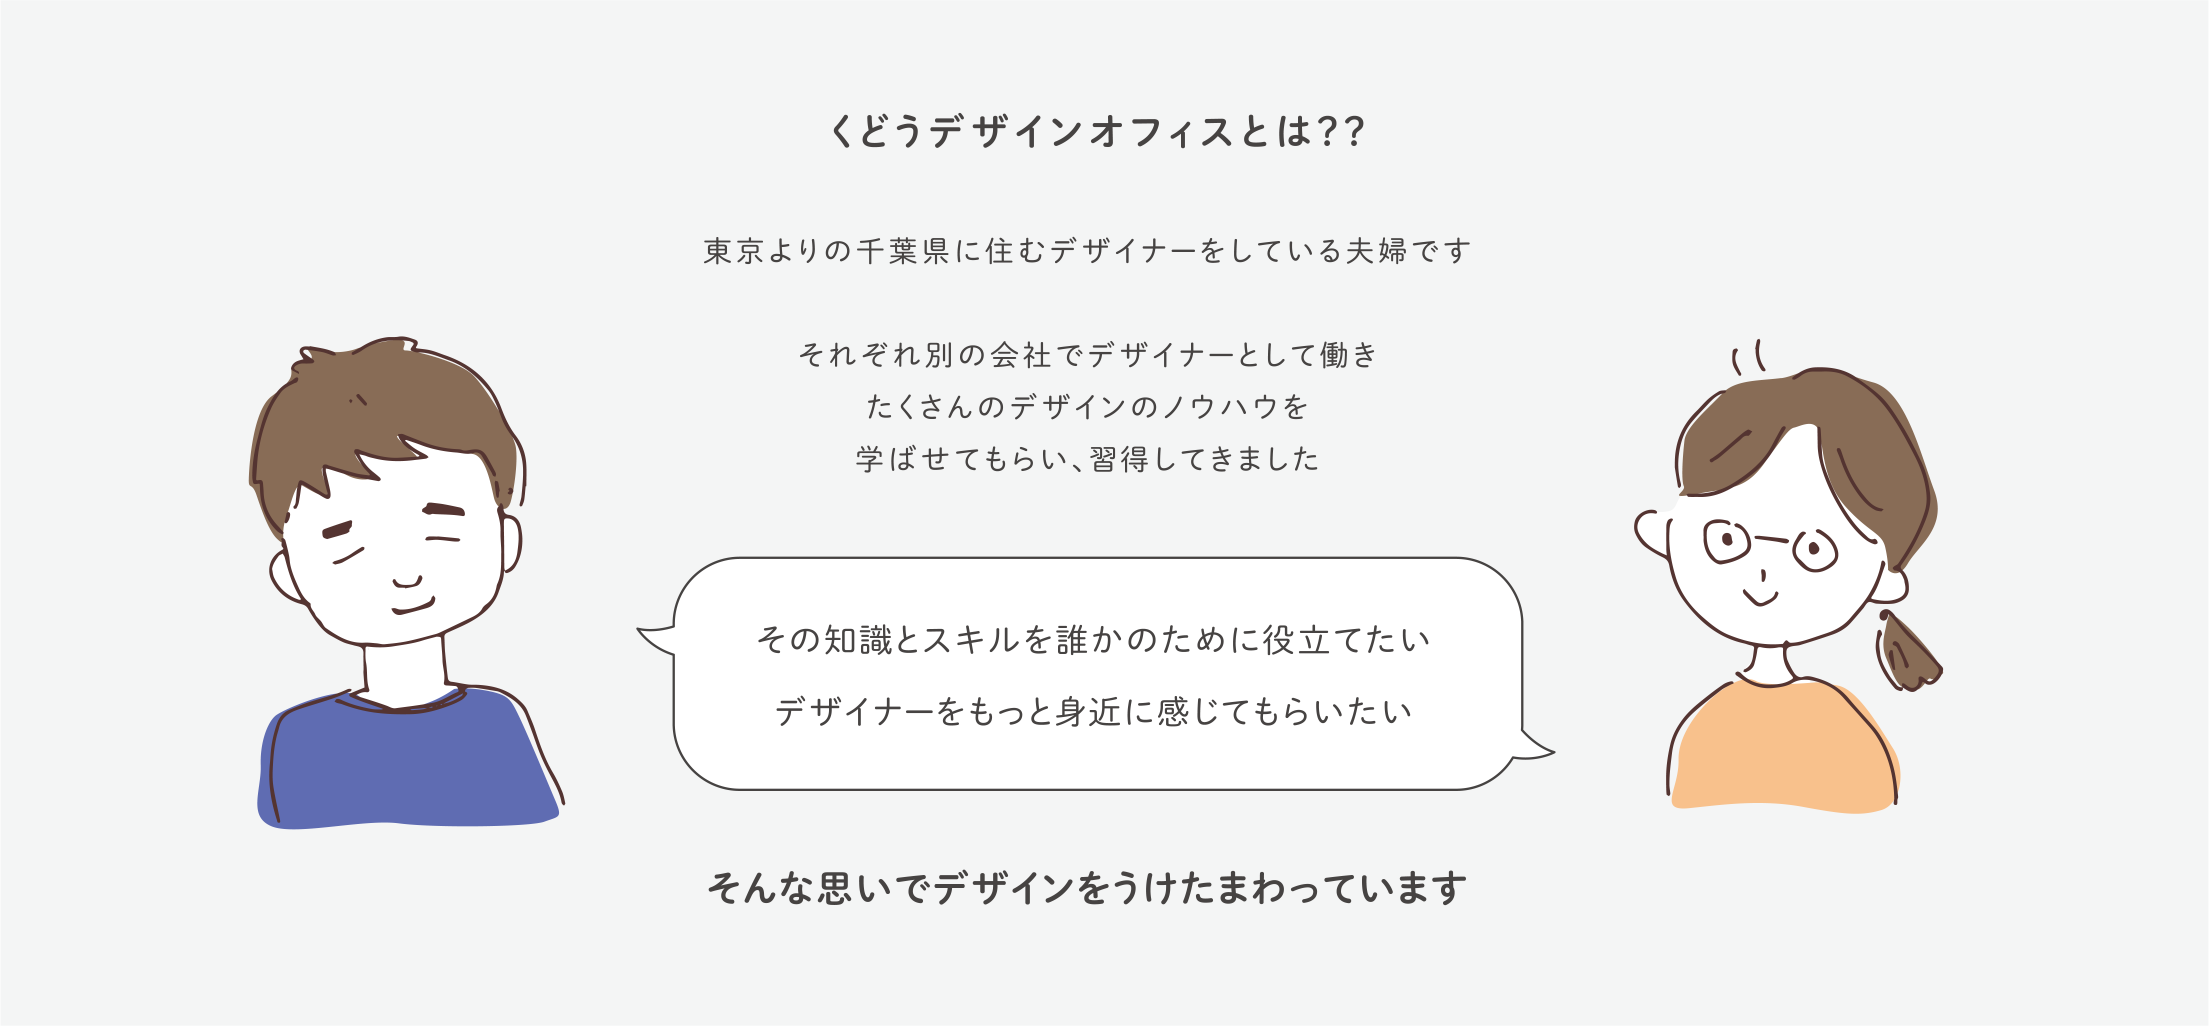 くどうデザインオフィスとは??
東京よりの千葉県に住むデザイナーをしている夫婦です
それぞれ別の会社でデザイナーとして働き
たくさんのデザインのノウハウを
学ばせてもらい、習得してきました
その知識とスキルを誰かのために役立てたい
デザイナーをもっと身近に感じてもらいたい
そんな思いでデザインをうけたまわっています